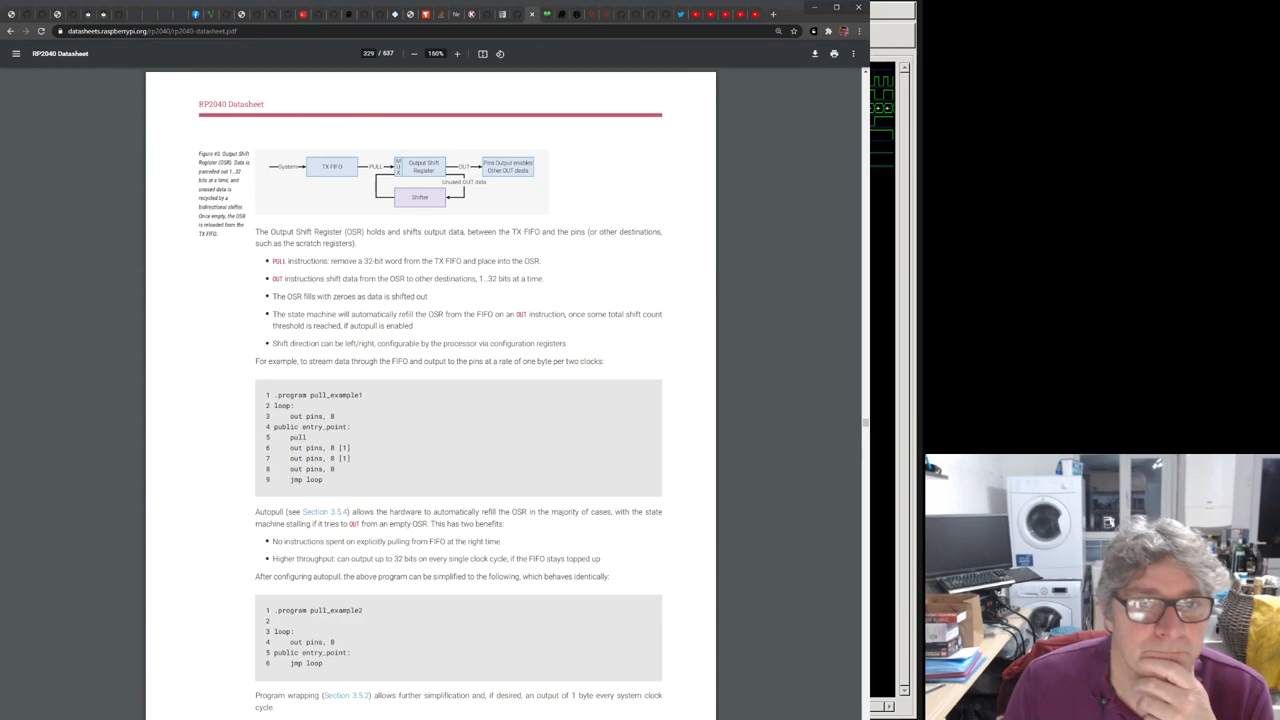 datasheets.raspberrypi.org/rp2040/rp2040-datasheet.pdf
RP2040 Datasheet
329 / 637
150%
RP2040 Datasheet
Figure 40. Output Shift
Register (OSR). Data is
parcelled out 1…32
bits at a time, and
unused data is
recycled by a
bidirectional shifter.
Once empty, the OSR
is reloaded from the
TX FIFO.
System
TX FIFO
PULL
M
X
Output Shift
Register
OUT
Pins Output enables
Other OUT dests
Unused OUT data
Shifter
The Output Shift Register (OSR) holds and shifts output data, between the TX FIFO and the pins (or other destinations,
such as the scratch registers).
• PULL instructions: remove a 32-bit word from the TX FIFO and place into the OSR.
• OUT instructions shift data from the OSR to other destinations, 1…32 bits at a time.
• The OSR fills with zeroes as data is shifted out
• The state machine will automatically refill the OSR from the FIFO on an OUT instruction, once some total shift count
threshold is reached, if autopull is enabled
• Shift direction can be left/right, configurable by the processor via configuration registers
For example, to stream data through the FIFO and output to the pins at a rate of one byte per two clocks:
1 .program pull_example1
2 loop:
3 out pins, 8
4 public entry_point:
5 pull
6 out pins, 8 [1]
7 out pins, 8 [1]
8 out pins, 8
9 jmp loop
Autopull (see Section 3.5.4) allows the hardware to automatically refill the OSR in the majority of cases, with the state
machine stalling if it tries to OUT from an empty OSR. This has two benefits:
• No instructions spent on explicitly pulling from FIFO at the right time
• Higher throughput: can output up to 32 bits on every single clock cycle, if the FIFO stays topped up
After configuring autopull, the above program can be simplified to the following, which behaves identically:
1 .program pull_example2
2
3 loop:
4 out pins, 8
5 public entry_point:
6 jmp loop
Program wrapping (Section 3.5.2) allows further simplification and, if desired, an output of 1 byte every system clock
cycle.